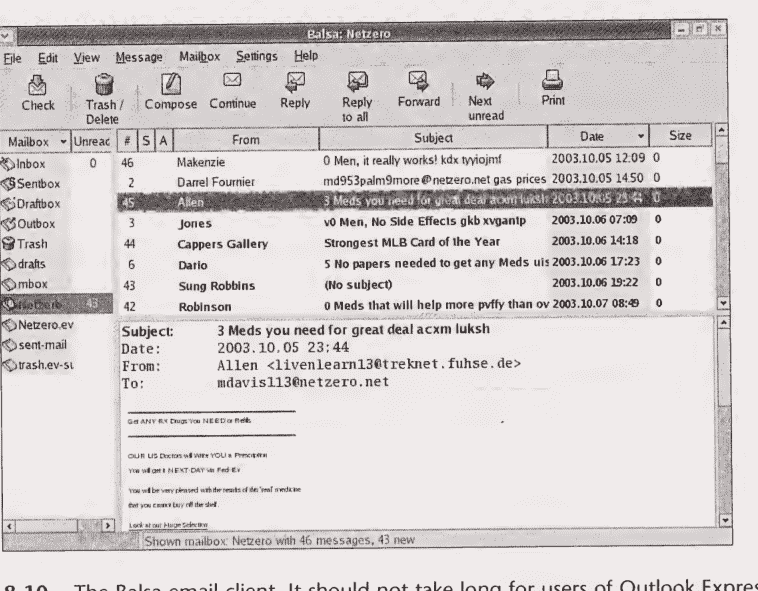 Balsa: Netzero
File Edit View Message Mailbox Settings Help
Check Trash / Delete Compose Continue Reply Reply to all Forward Next unread Print
Mailbox Unreac # S A From Subject Date Size
Inbox 0
Sentbox
Draftbox
Outbox
Trash
drafts
mbox
Netzero 43
Netzero.ev
sent-mail
trash.ev-su
46 Makenzie 0 Men, it really works! kdx tyyiojmf 2003.10.05 12:09 0
2 Darrel Fournier md953palm9more@netzero.net gas prices 2003.10.05 14:50 0
45 Allen 3 Meds you need for great deal acxm luksh 2003.10.05 23:44 0
3 Jones v0 Men, No Side Effects gkb xvgantp 2003.10.06 07:09 0
44 Cappers Gallery Strongest MLB Card of the Year 2003.10.06 14:18 0
6 Dario 5 No papers needed to get any Meds uis 2003.10.06 17:23 0
43 Sung Robbins (No subject) 2003.10.06 19:22 0
42 Robinson 0 Meds that will help more pvffy than ov 2003.10.07 08:49 0
Subject: 3 Meds you need for great deal acxm luksh
Date: 2003.10.05 23:44
From: Allen <livenlearn13@treknet.fuhse.de>
To: mdavis113@netzero.net
Get ANY RX Drugs You NEED or Refills
OUR US Doctors will Write YOU a Prescription
You will get it NEXT DAY via Fed-Ex
You will be very pleased with the results of this 'real' medicine
that you cannot buy off the shelf.
Look at our Huge Selection
Shown mailbox: Netzero with 46 messages, 43 new
8.10 The Balsa email client. It should not take long for users of Outlook Expres